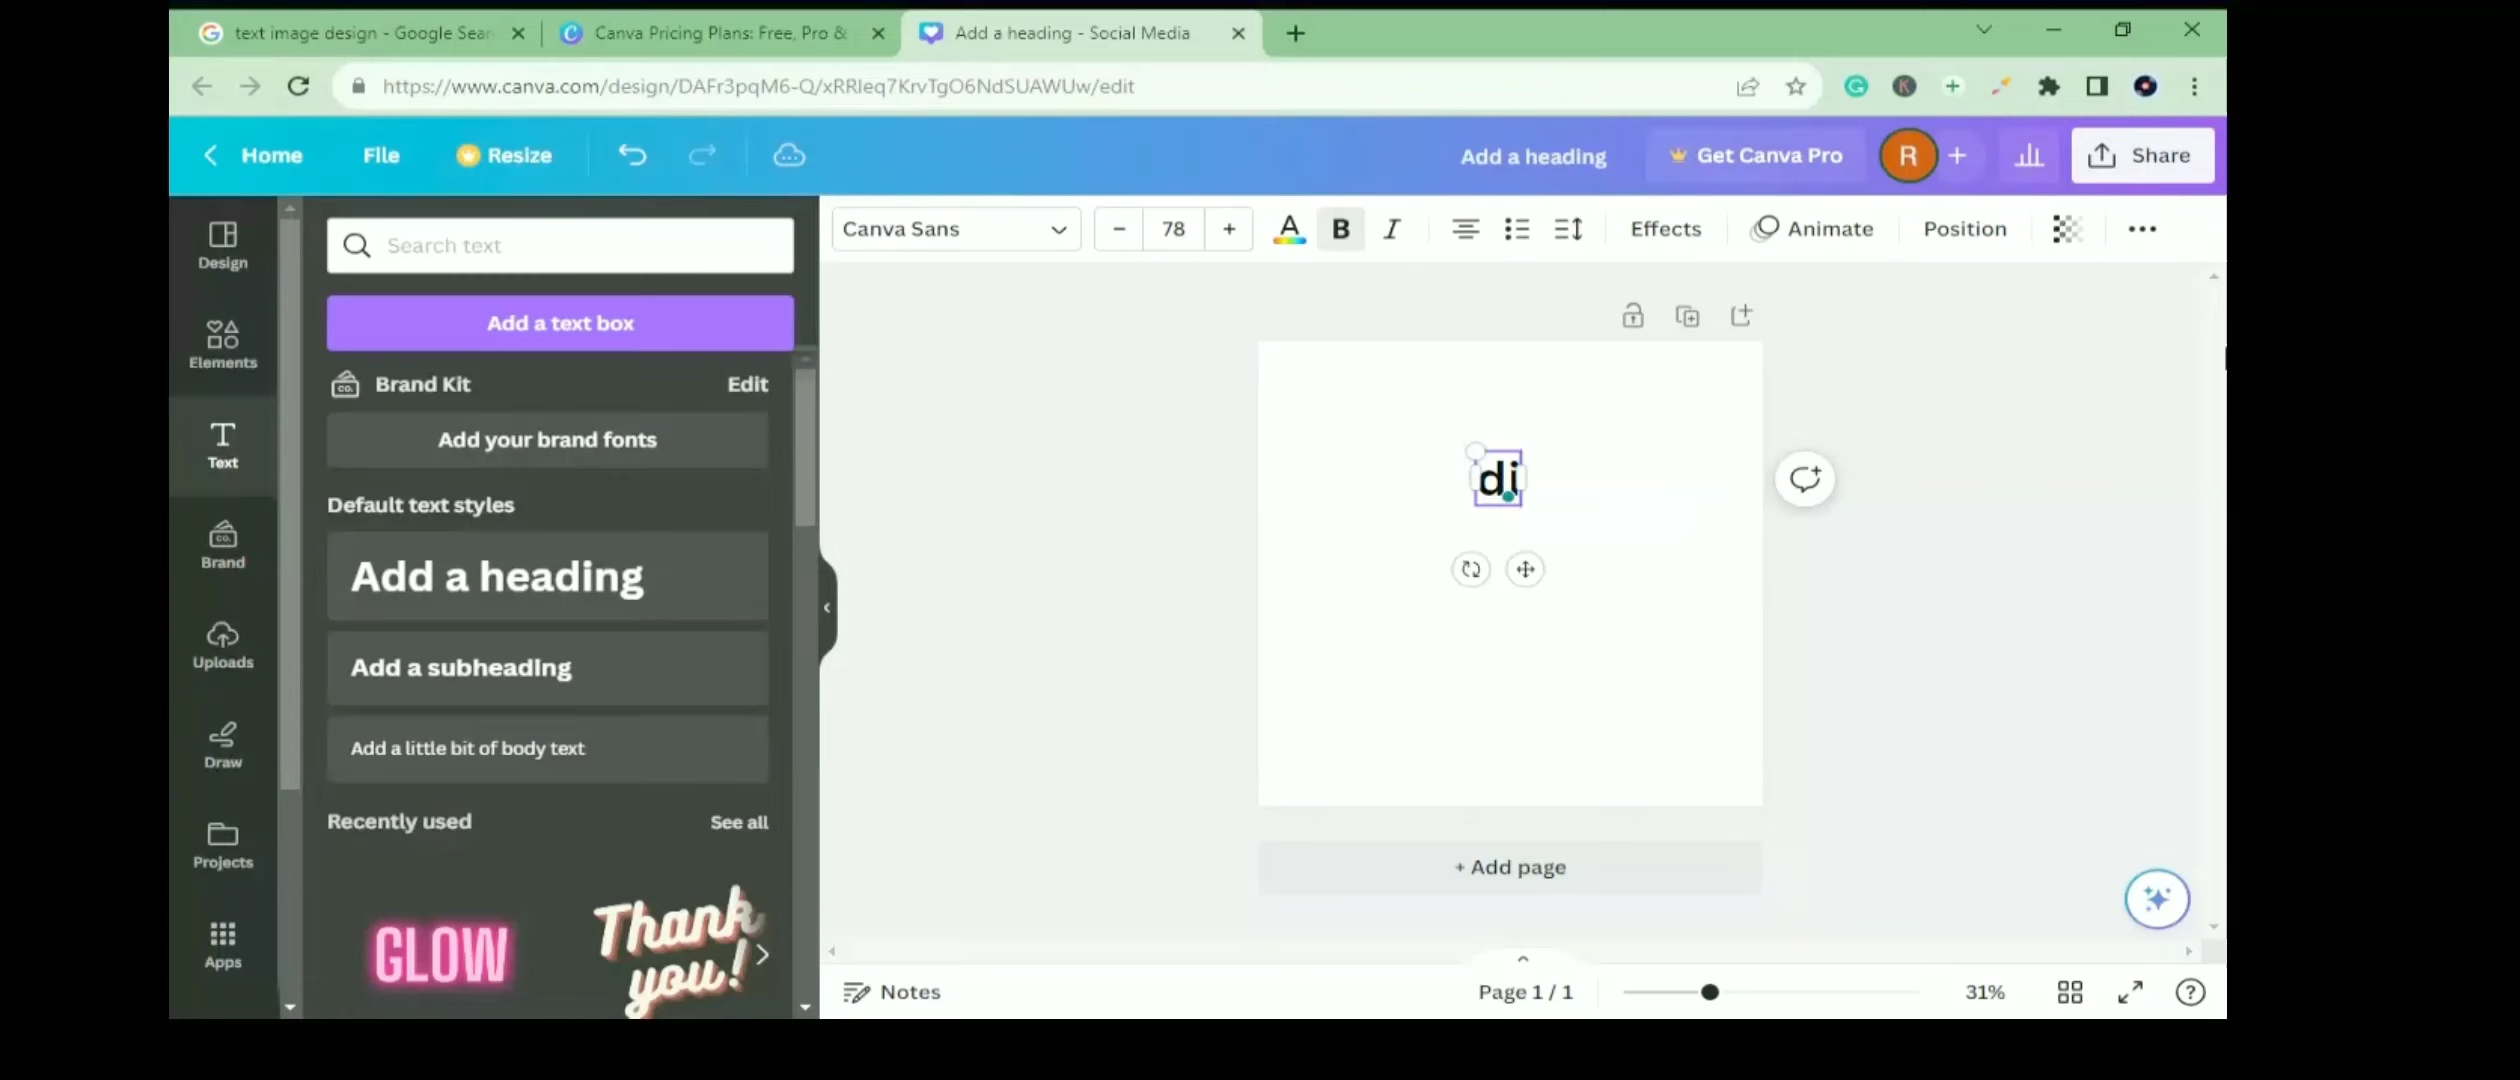 text image design - Google Sear
Canva Pricing Plans: Free, Pro &
Add a heading - Social Media
https://www.canva.com/design/DAFr3pqM6-Q/xRRleq7KrvTgO6NdSUAWUw/edit
Home
File
Resize
Add a heading
Get Canva Pro
R
Share
Design
Elements
Text
Brand
Uploads
Draw
Projects
Apps
Search text
Add a text box
CO.
Brand Kit
Edit
Add your brand fonts
Default text styles
Add a heading
Add a subheading
Add a little bit of body text
Recently used
See all
GLOW
Thank
you!
Canva Sans
78
A
B
I
Effects
Animate
Position
di
+ Add page
Notes
Page 1 / 1
31%